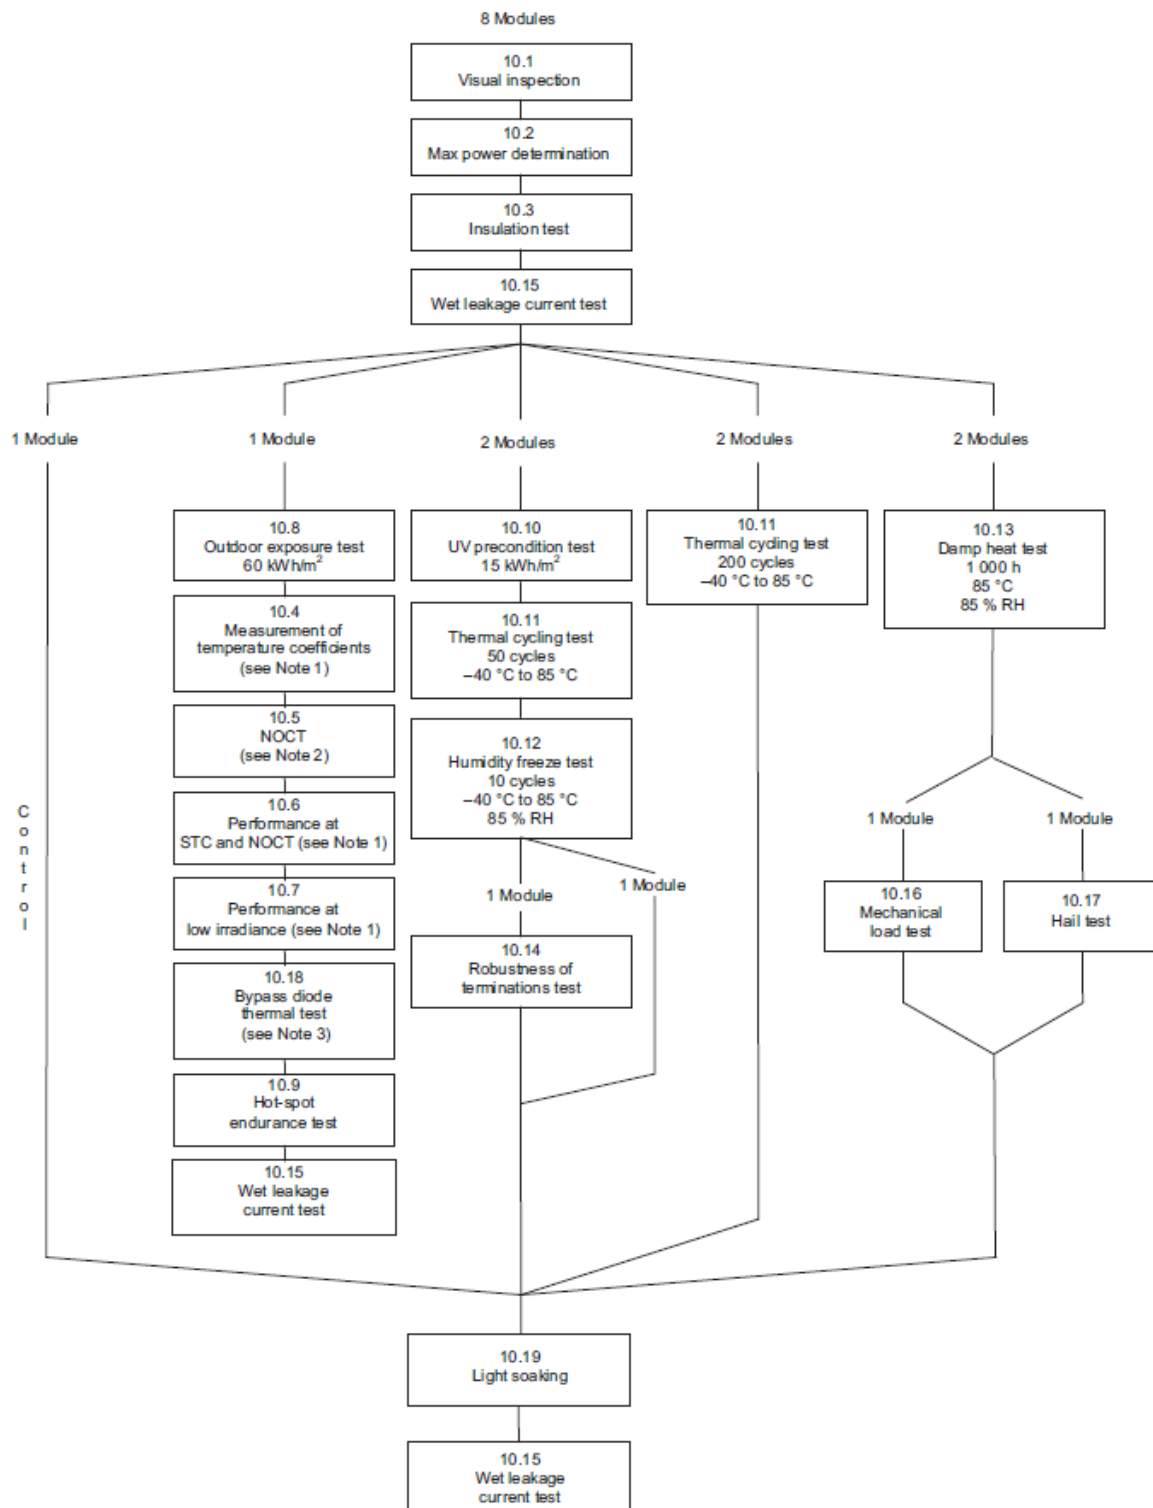 8 Modules
10.1
Visual inspection
10.2
Max power determination
10.3
Insulation test
10.15
Wet leakage current test
1 Module
1 Module
2 Modules
2 Modules
2 Modules
Control
10.8
Outdoor exposure test
60 kWh/m²
10.4
Measurement of
temperature coefficients
(see Note 1)
10.5
NOCT
(see Note 2)
10.6
Performance at
STC and NOCT (see Note 1)
10.7
Performance at
low irradiance (see Note 1)
10.18
Bypass diode
thermal test
(see Note 3)
10.9
Hot-spot
endurance test
10.15
Wet leakage
current test
10.10
UV precondition test
15 kWh/m²
10.11
Thermal cycling test
50 cycles
–40 °C to 85 °C
10.12
Humidity freeze test
10 cycles
–40 °C to 85 °C
85 % RH
1 Module
1 Module
10.14
Robustness of
terminations test
10.11
Thermal cycling test
200 cycles
–40 °C to 85 °C
10.13
Damp heat test
1 000 h
85 °C
85 % RH
1 Module
1 Module
10.16
Mechanical
load test
10.17
Hail test
10.19
Light soaking
10.15
Wet leakage
current test